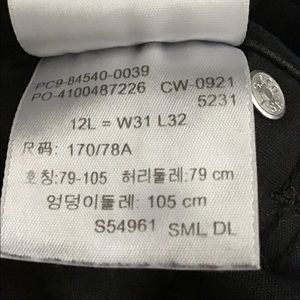 PC9-84540-0039
PO-4100487226 CW-0921
5231
12L = W31 L32
尺码: 170/78A
호칭:79-105 허리둘레:79 cm
엉덩이둘레: 105 cm
S54961 SML DL